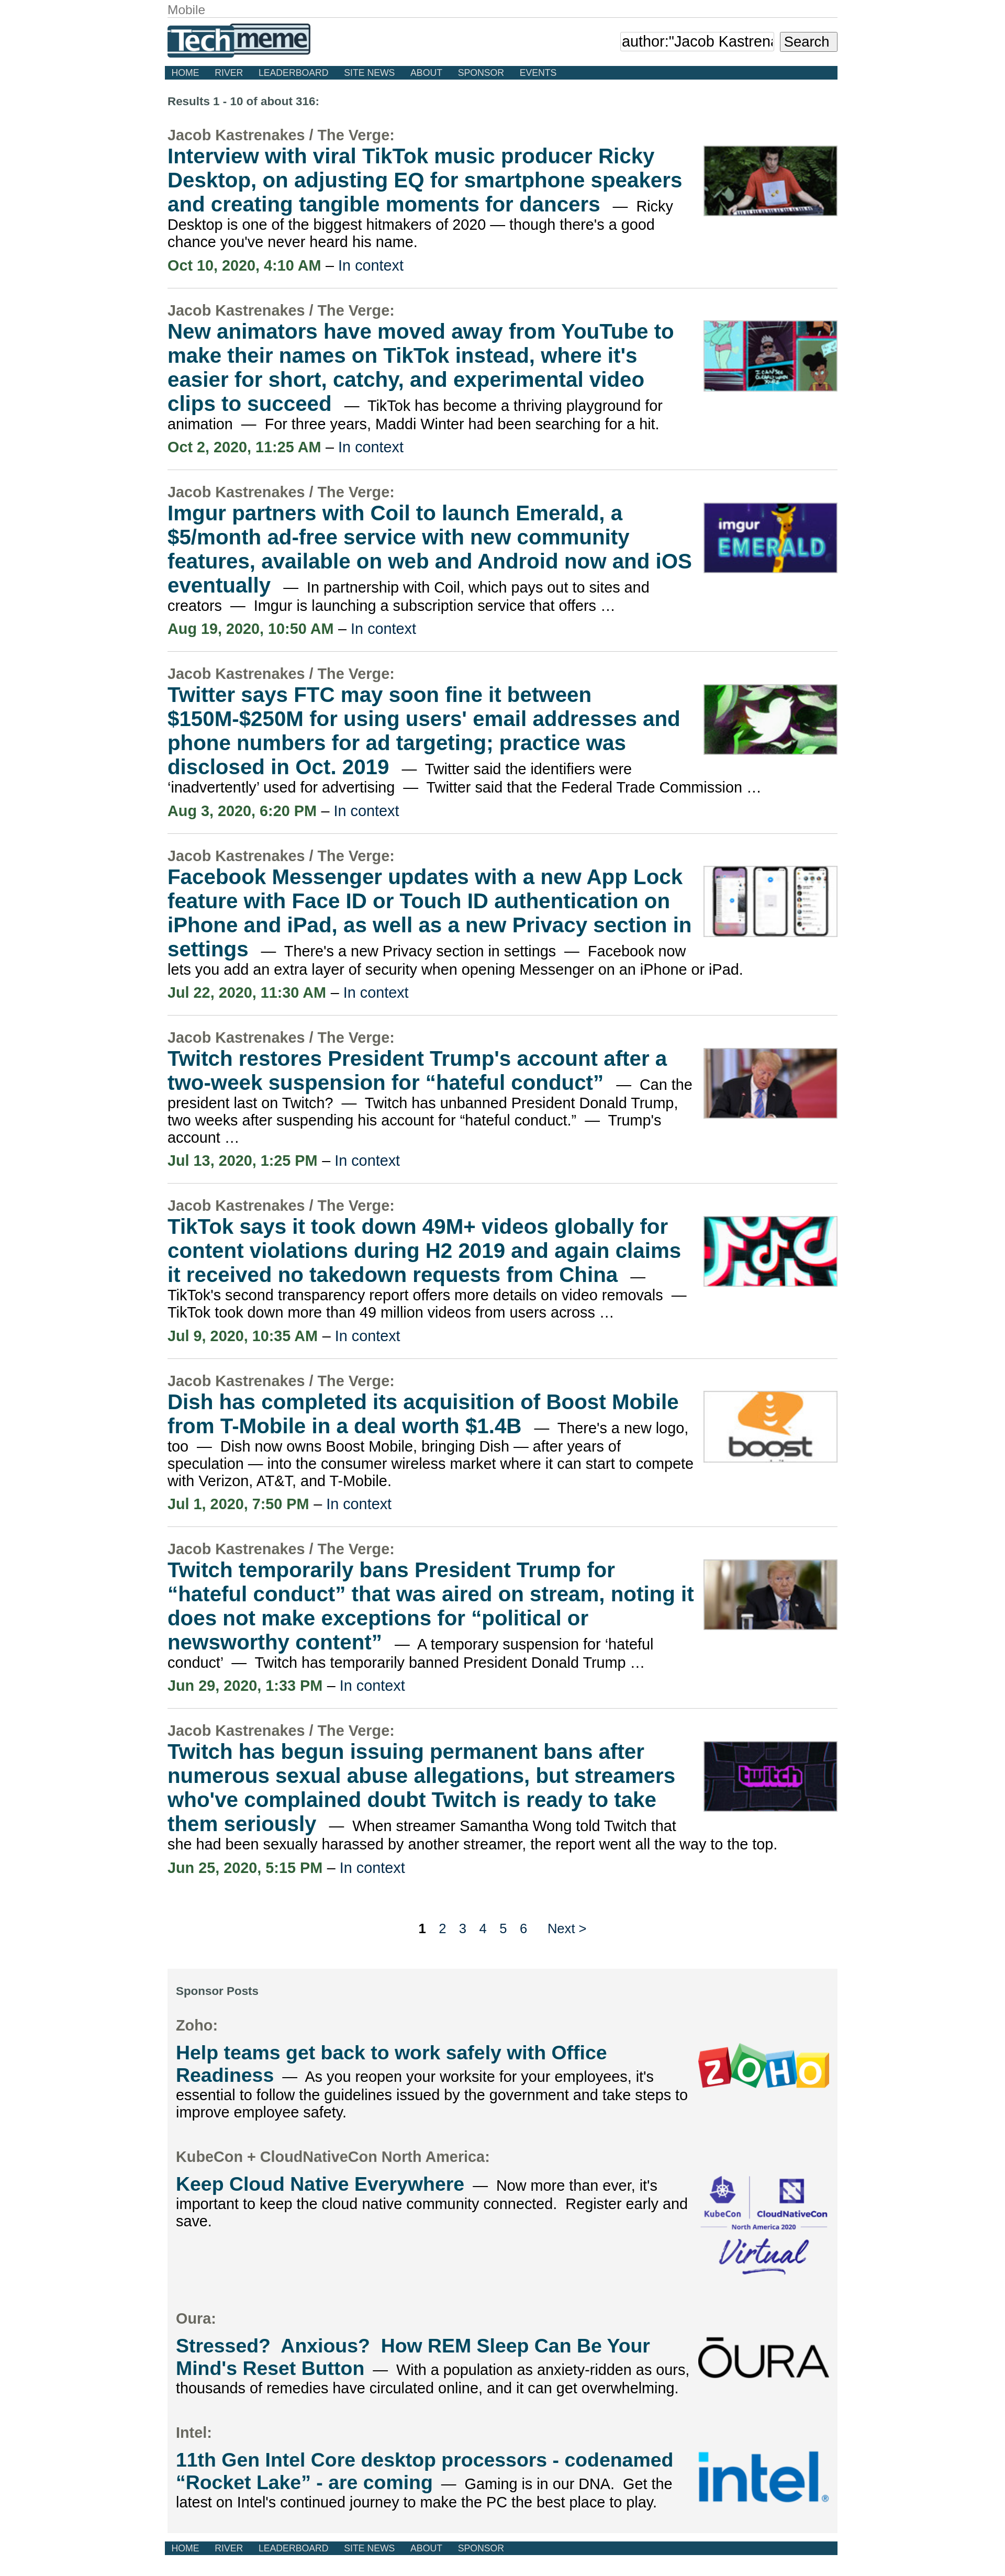 Mobile
Techmeme
author:"Jacob Kastrena
Search
HOME RIVER LEADERBOARD SITE NEWS ABOUT SPONSOR EVENTS
Results 1 - 10 of about 316:
Jacob Kastrenakes / The Verge:
Interview with viral TikTok music producer Ricky
Desktop, on adjusting EQ for smartphone speakers
and creating tangible moments for dancers — Ricky
Desktop is one of the biggest hitmakers of 2020 — though there's a good
chance you've never heard his name.
Oct 10, 2020, 4:10 AM – In context
Jacob Kastrenakes / The Verge:
New animators have moved away from YouTube to
make their names on TikTok instead, where it's
easier for short, catchy, and experimental video
clips to succeed — TikTok has become a thriving playground for
animation — For three years, Maddi Winter had been searching for a hit.
Oct 2, 2020, 11:25 AM – In context
Jacob Kastrenakes / The Verge:
Imgur partners with Coil to launch Emerald, a
$5/month ad-free service with new community
features, available on web and Android now and iOS
eventually — In partnership with Coil, which pays out to sites and
creators — Imgur is launching a subscription service that offers …
imgur
EMERALD
Aug 19, 2020, 10:50 AM – In context
Jacob Kastrenakes / The Verge:
Twitter says FTC may soon fine it between
$150M-$250M for using users' email addresses and
phone numbers for ad targeting; practice was
disclosed in Oct. 2019 — Twitter said the identifiers were
‘inadvertently’ used for advertising — Twitter said that the Federal Trade Commission …
Aug 3, 2020, 6:20 PM – In context
Jacob Kastrenakes / The Verge:
Facebook Messenger updates with a new App Lock
feature with Face ID or Touch ID authentication on
iPhone and iPad, as well as a new Privacy section in
settings — There's a new Privacy section in settings — Facebook now
lets you add an extra layer of security when opening Messenger on an iPhone or iPad.
Jul 22, 2020, 11:30 AM – In context
Jacob Kastrenakes / The Verge:
Twitch restores President Trump's account after a
two-week suspension for “hateful conduct” — Can the
president last on Twitch? — Twitch has unbanned President Donald Trump,
two weeks after suspending his account for “hateful conduct.” — Trump's
account …
Jul 13, 2020, 1:25 PM – In context
Jacob Kastrenakes / The Verge:
TikTok says it took down 49M+ videos globally for
content violations during H2 2019 and again claims
it received no takedown requests from China —
TikTok's second transparency report offers more details on video removals —
TikTok took down more than 49 million videos from users across …
Jul 9, 2020, 10:35 AM – In context
Jacob Kastrenakes / The Verge:
Dish has completed its acquisition of Boost Mobile
from T-Mobile in a deal worth $1.4B — There's a new logo,
too — Dish now owns Boost Mobile, bringing Dish — after years of
speculation — into the consumer wireless market where it can start to compete
with Verizon, AT&T, and T-Mobile.
boost
Jul 1, 2020, 7:50 PM – In context
Jacob Kastrenakes / The Verge:
Twitch temporarily bans President Trump for
“hateful conduct” that was aired on stream, noting it
does not make exceptions for “political or
newsworthy content” — A temporary suspension for ‘hateful
conduct’ — Twitch has temporarily banned President Donald Trump …
Jun 29, 2020, 1:33 PM – In context
Jacob Kastrenakes / The Verge:
Twitch has begun issuing permanent bans after
numerous sexual abuse allegations, but streamers
who've complained doubt Twitch is ready to take
them seriously — When streamer Samantha Wong told Twitch that
she had been sexually harassed by another streamer, the report went all the way to the top.
twitch
Jun 25, 2020, 5:15 PM – In context
1 2 3 4 5 6 Next >
Sponsor Posts
Zoho:
Help teams get back to work safely with Office
Readiness — As you reopen your worksite for your employees, it's
essential to follow the guidelines issued by the government and take steps to
improve employee safety.
ZOHO
KubeCon + CloudNativeCon North America:
Keep Cloud Native Everywhere — Now more than ever, it's
important to keep the cloud native community connected. Register early and
save.
KubeCon CloudNativeCon
North America 2020
Virtual
Oura:
Stressed? Anxious? How REM Sleep Can Be Your
Mind's Reset Button — With a population as anxiety-ridden as ours,
thousands of remedies have circulated online, and it can get overwhelming.
ŌURA
Intel:
11th Gen Intel Core desktop processors - codenamed
“Rocket Lake” - are coming — Gaming is in our DNA. Get the
latest on Intel's continued journey to make the PC the best place to play.
intel®
HOME RIVER LEADERBOARD SITE NEWS ABOUT SPONSOR